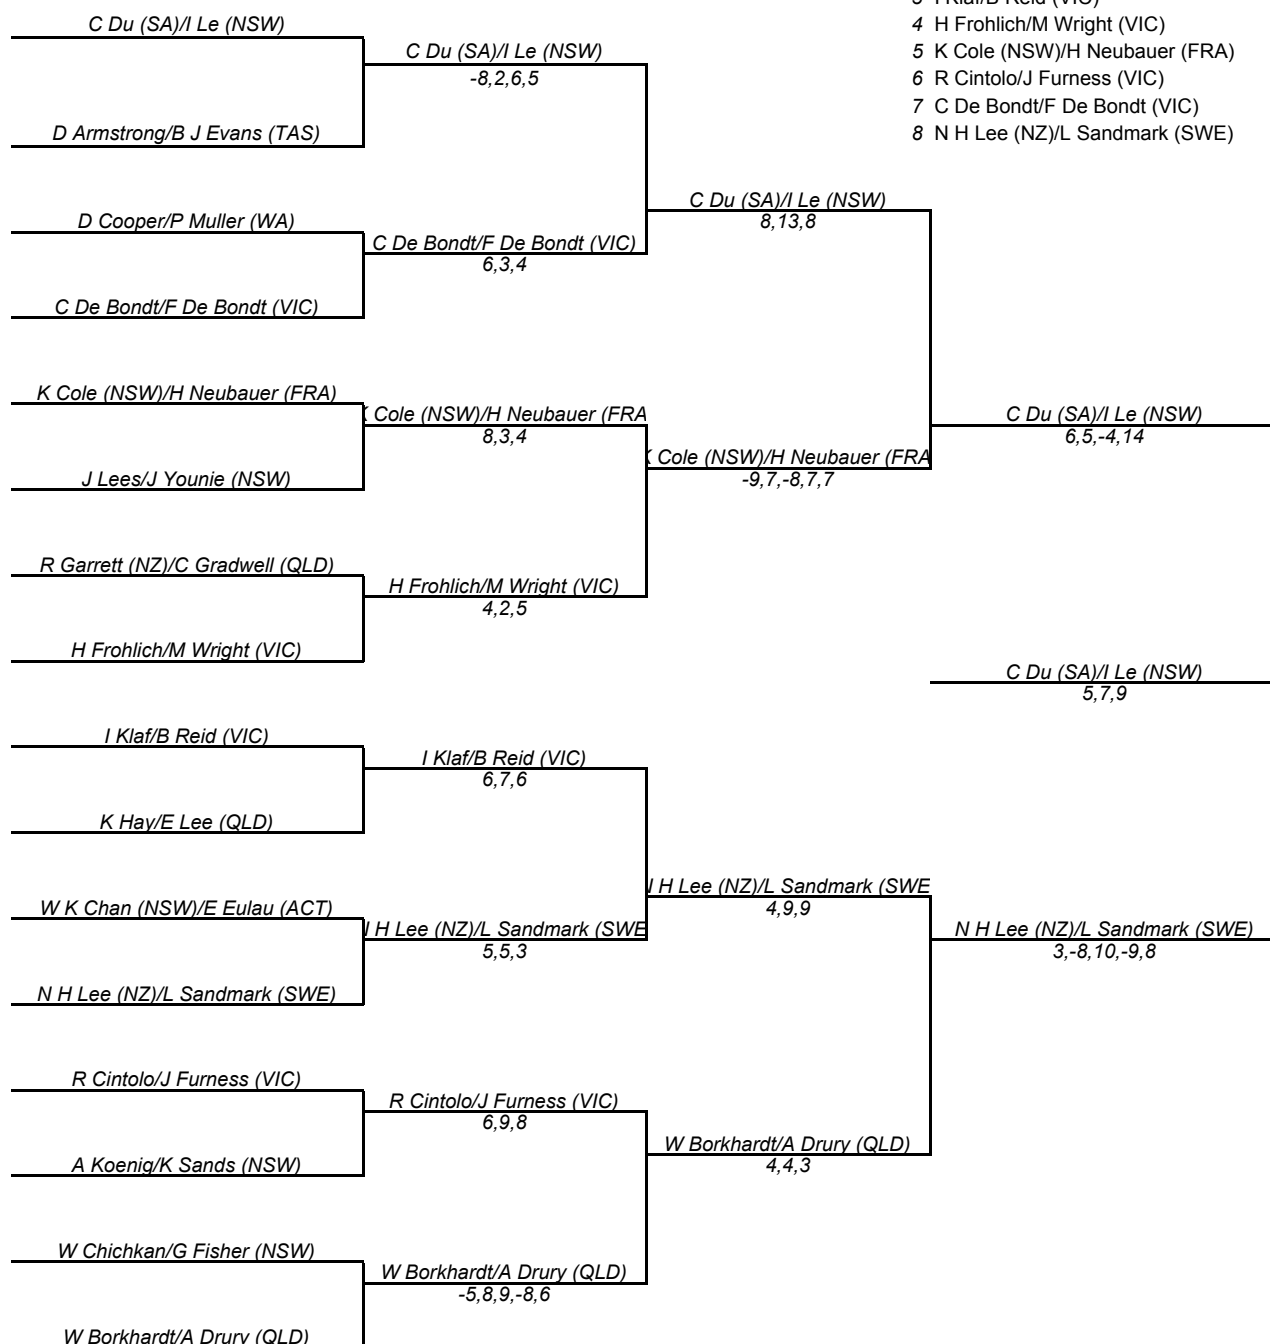 3 I Klaf/B Reid (VIC)
4 H Frohlich/M Wright (VIC)
5 K Cole (NSW)/H Neubauer (FRA)
6 R Cintolo/J Furness (VIC)
7 C De Bondt/F De Bondt (VIC)
8 N H Lee (NZ)/L Sandmark (SWE)
C Du (SA)/I Le (NSW)
D Armstrong/B J Evans (TAS)
D Cooper/P Muller (WA)
C De Bondt/F De Bondt (VIC)
K Cole (NSW)/H Neubauer (FRA)
J Lees/J Younie (NSW)
R Garrett (NZ)/C Gradwell (QLD)
H Frohlich/M Wright (VIC)
I Klaf/B Reid (VIC)
K Hay/E Lee (QLD)
W K Chan (NSW)/E Eulau (ACT)
N H Lee (NZ)/L Sandmark (SWE)
R Cintolo/J Furness (VIC)
A Koenig/K Sands (NSW)
W Chichkan/G Fisher (NSW)
W Borkhardt/A Drury (QLD)
C Du (SA)/I Le (NSW)
-8,2,6,5
C De Bondt/F De Bondt (VIC)
6,3,4
K Cole (NSW)/H Neubauer (FRA
8,3,4
H Frohlich/M Wright (VIC)
4,2,5
I Klaf/B Reid (VIC)
6,7,6
N H Lee (NZ)/L Sandmark (SWE
5,5,3
R Cintolo/J Furness (VIC)
6,9,8
W Borkhardt/A Drury (QLD)
-5,8,9,-8,6
C Du (SA)/I Le (NSW)
8,13,8
K Cole (NSW)/H Neubauer (FRA
-9,7,-8,7,7
N H Lee (NZ)/L Sandmark (SWE
4,9,9
W Borkhardt/A Drury (QLD)
4,4,3
C Du (SA)/I Le (NSW)
6,5,-4,14
C Du (SA)/I Le (NSW)
5,7,9
N H Lee (NZ)/L Sandmark (SWE)
3,-8,10,-9,8